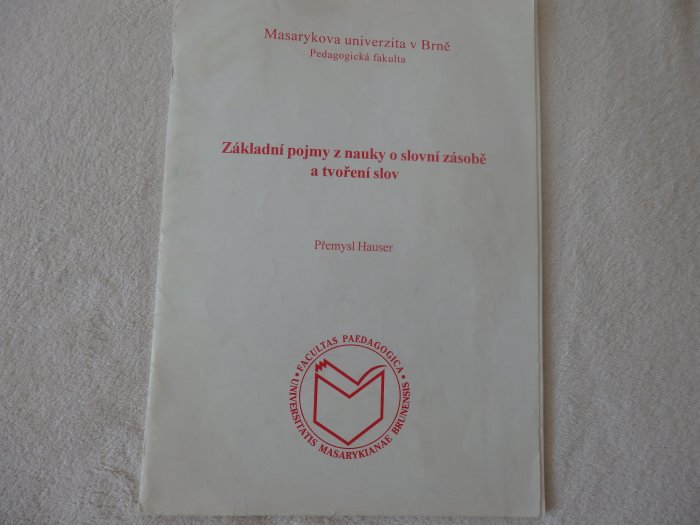 Masarykova univerzita v Brně
Pedagogická fakulta
Základní pojmy z nauky o slovní zásobě
a tvoření slov
Přemysl Hauser
• FACULTAS PAEDAGOGICA •
UNIVERSITATIS MASARYKIANAE BRUNENSIS